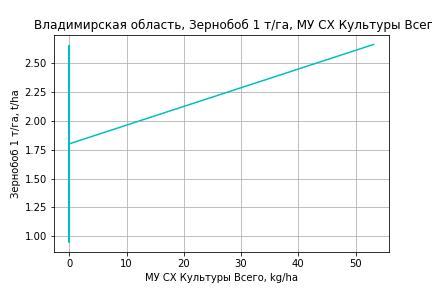 Владимирская область, Зернобоб 1 т/га, МУ СХ Культуры Всег
2.50
2.25
2.00
1.75
1.50
1.25
1.00
Зернобоб 1 т/га, t/ha
0 10 20 30 40 50
МУ СХ Культуры Всего, kg/ha